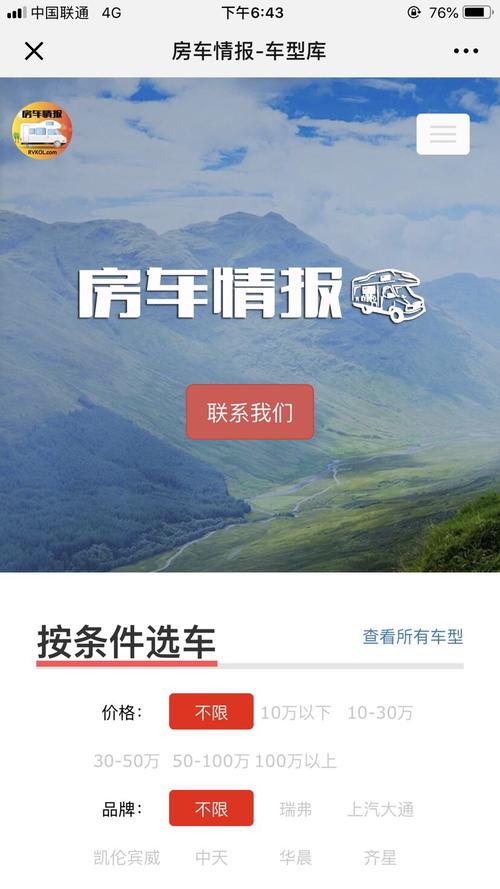 中国联通 4G 下午6:43 76%
房车情报-车型库
房车情报
RVKOL.com
房车情报
联系我们
按条件选车 查看所有车型
价格： 不限 10万以下 10-30万
30-50万 50-100万 100万以上
品牌： 不限 瑞弗 上汽大通
凯伦宾威 中天 华晨 齐星